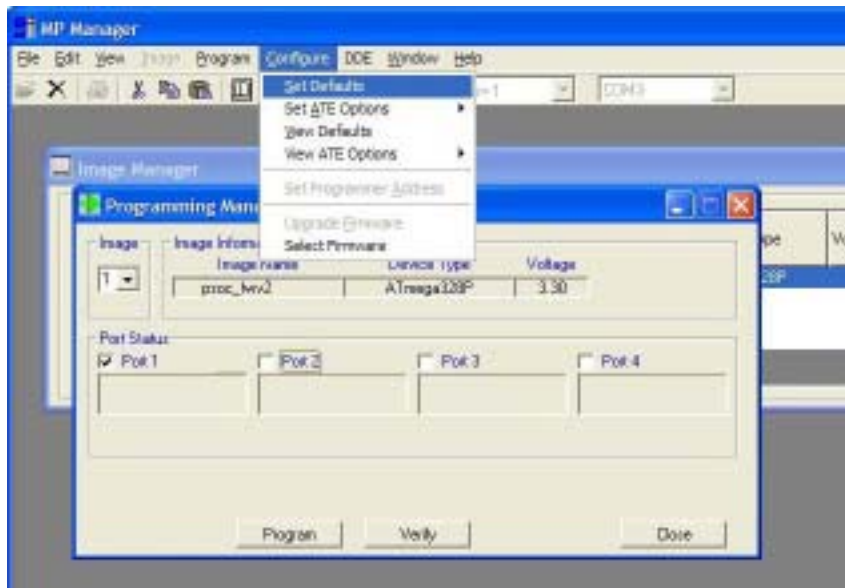 MP Manager
File Edit View Image Program Configure DDE Window Help
Set Defaults
COM3
Set ATE Options
View Defaults
View ATE Options
Set Programmer Address
Upgrade Firmware
Select Firmware
Image Manager
Programming Man
Image
Image Inform
Image Name Device Type Voltage
1
ATmega328P 3.30
Port Status
Port 1 Port 2 Port 3 Port 4
Program Verify Close